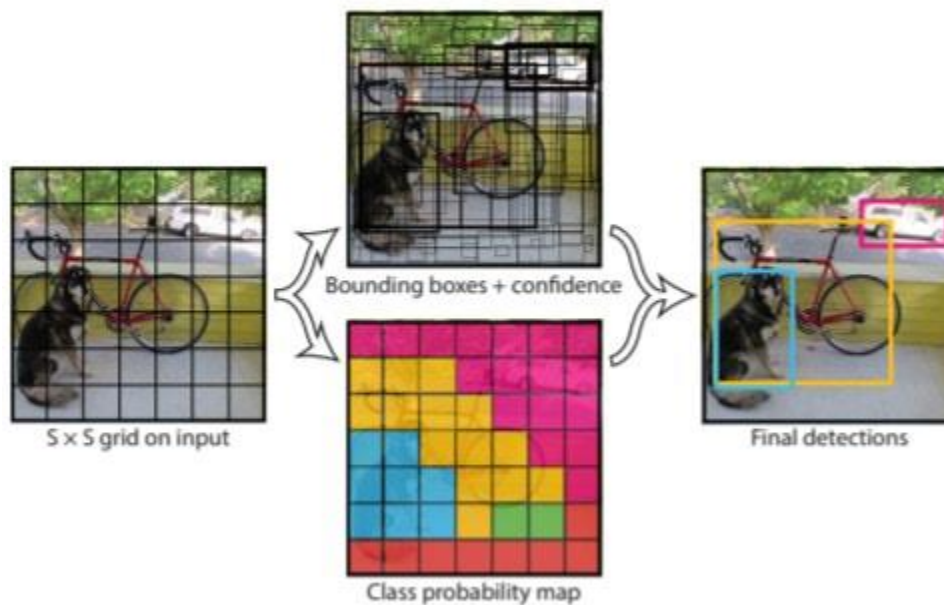 S × S grid on input
Bounding boxes + confidence
Class probability map
Final detections